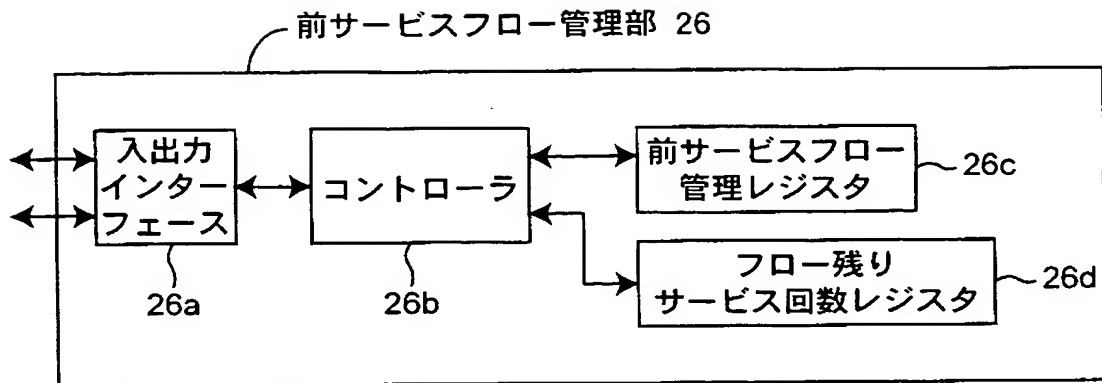 前サービスフロー管理部 26
入出力
インター
フェース
26a
コントローラ
26b
前サービスフロー
管理レジスタ
26c
フロー残り
サービス回数レジスタ
26d